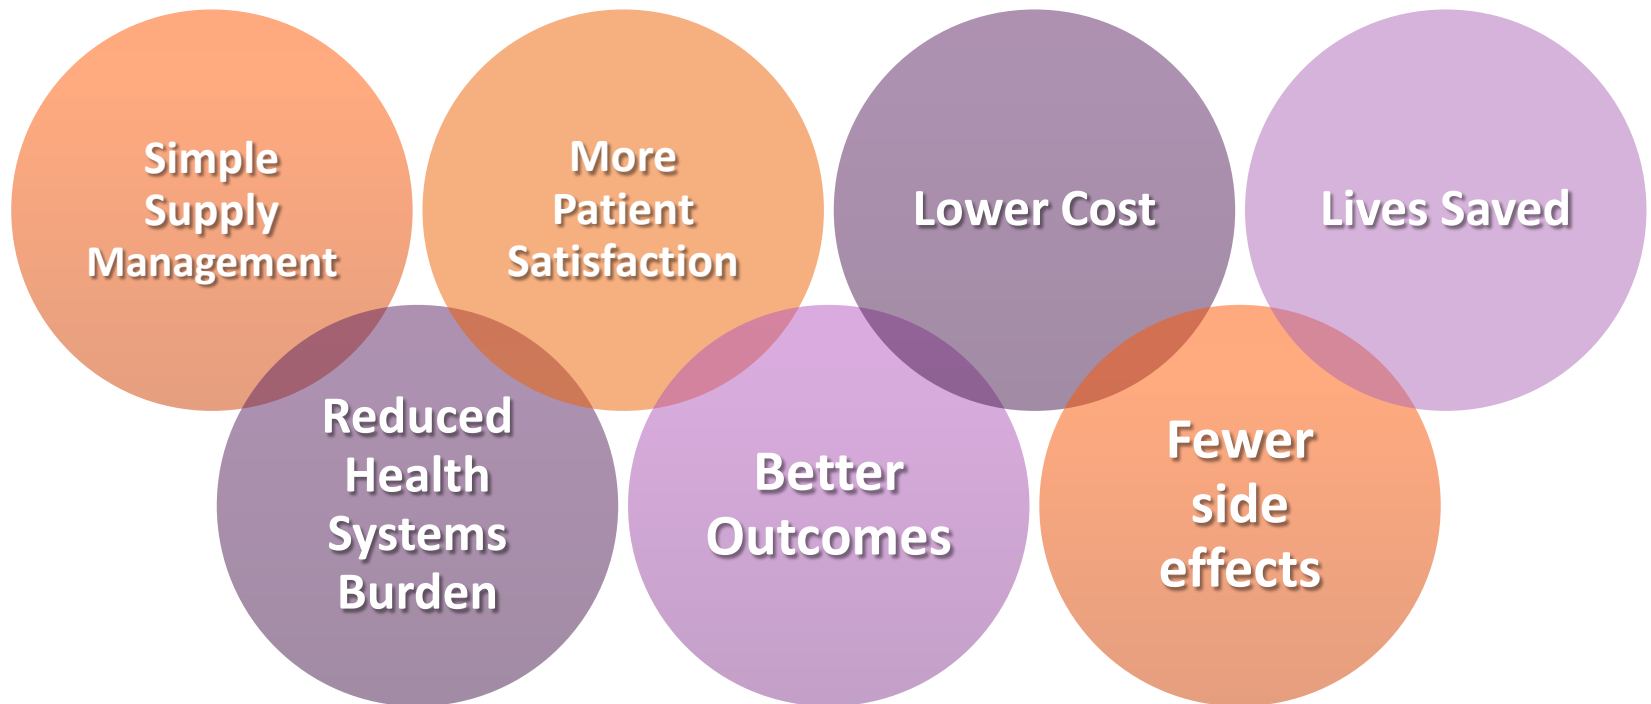 Simple
Supply
Management
More
Patient
Satisfaction
Lower Cost
Lives Saved
Reduced
Health
Systems
Burden
Better
Outcomes
Fewer
side
effects